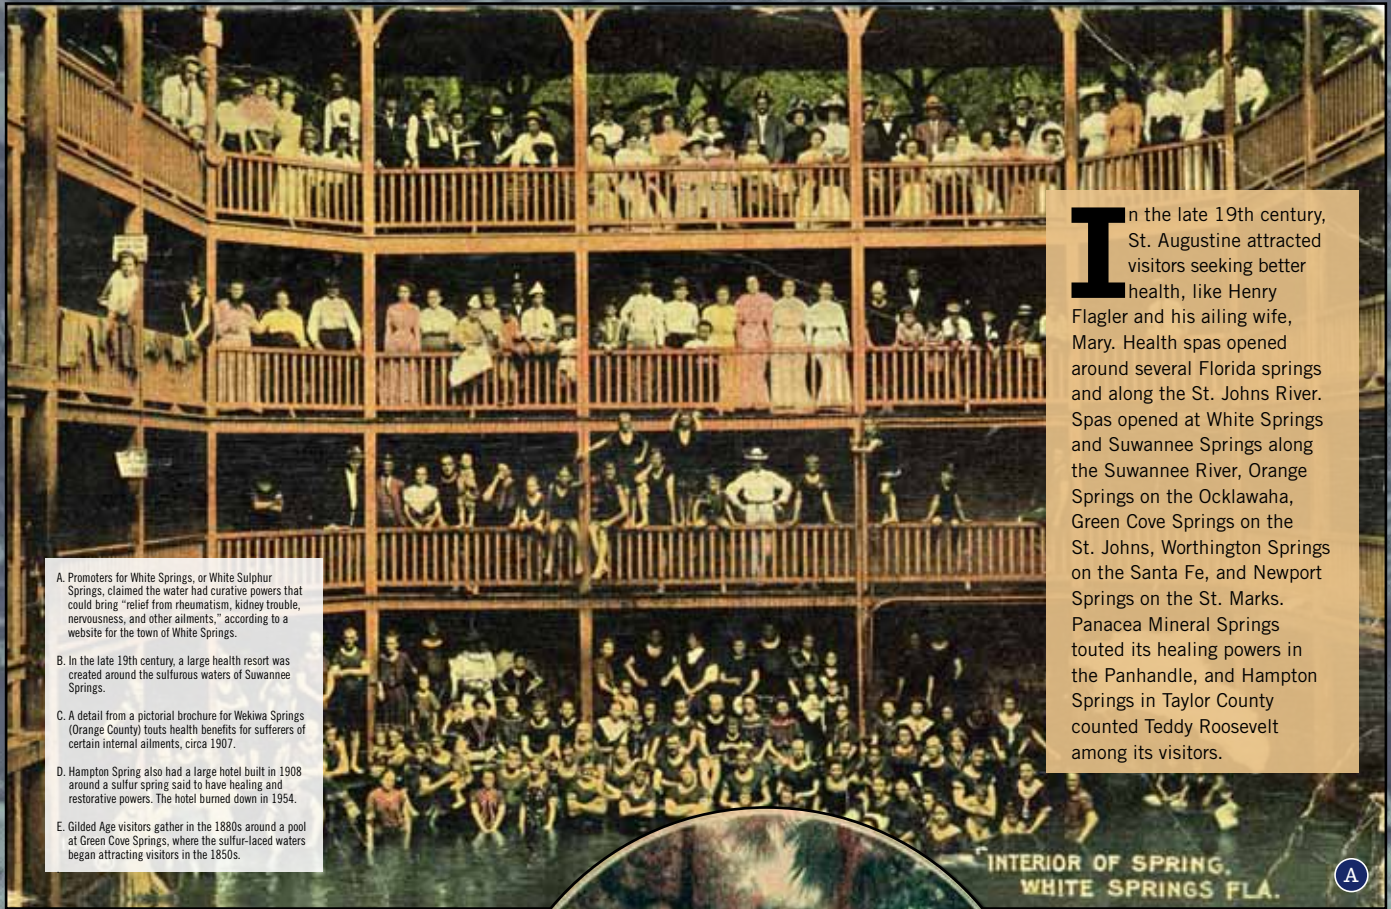 In the late 19th century,
St. Augustine attracted
visitors seeking better
health, like Henry
Flagler and his ailing wife,
Mary. Health spas opened
around several Florida springs
and along the St. Johns River.
Spas opened at White Springs
and Suwannee Springs along
the Suwannee River, Orange
Springs on the Ocklawaha,
Green Cove Springs on the
St. Johns, Worthington Springs
on the Santa Fe, and Newport
Springs on the St. Marks.
Panacea Mineral Springs
touted its healing powers in
the Panhandle, and Hampton
Springs in Taylor County
counted Teddy Roosevelt
among its visitors.
A. Promoters for White Springs, or White Sulphur
Springs, claimed the water had curative powers that
could bring “relief from rheumatism, kidney trouble,
nervousness, and other ailments,” according to a
website for the town of White Springs.
B. In the late 19th century, a large health resort was
created around the sulfurous waters of Suwannee
Springs.
C. A detail from a pictorial brochure for Wekiwa Springs
(Orange County) touts health benefits for sufferers of
certain internal ailments, circa 1907.
D. Hampton Spring also had a large hotel built in 1908
around a sulfur spring said to have healing and
restorative powers. The hotel burned down in 1954.
E. Gilded Age visitors gather in the 1880s around a pool
at Green Cove Springs, where the sulfur-laced waters
began attracting visitors in the 1850s.
INTERIOR OF SPRING.
WHITE SPRINGS FLA.
A